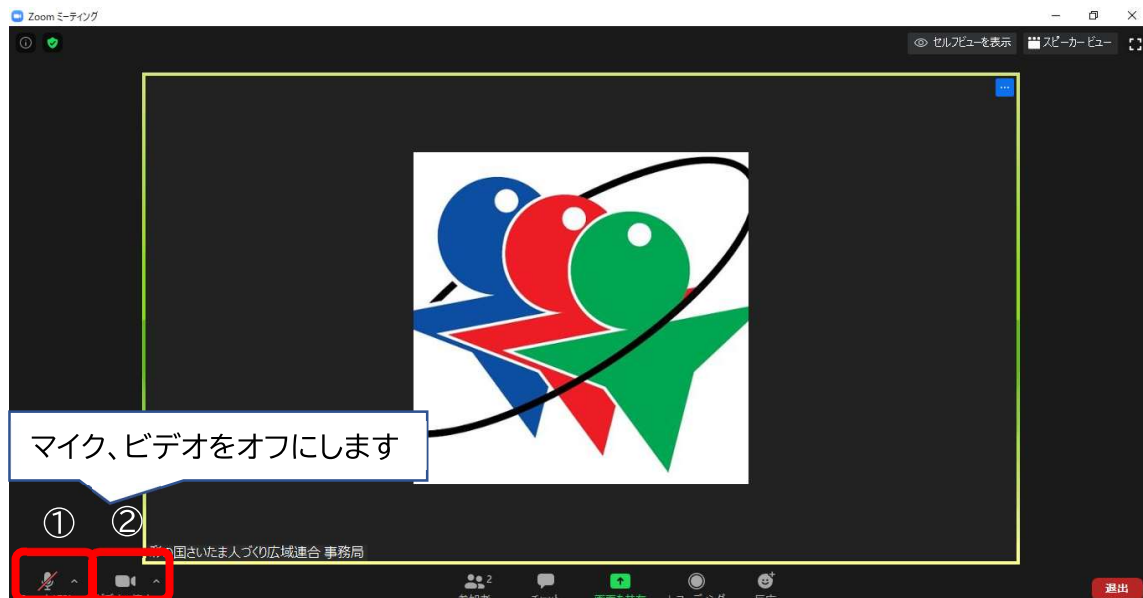 Zoom ミーティング
セルフビューを表示
スピーカー ビュー
マイク、ビデオをオフにします
① ②
国さいたま人づくり広域連合 事務局
2
退出